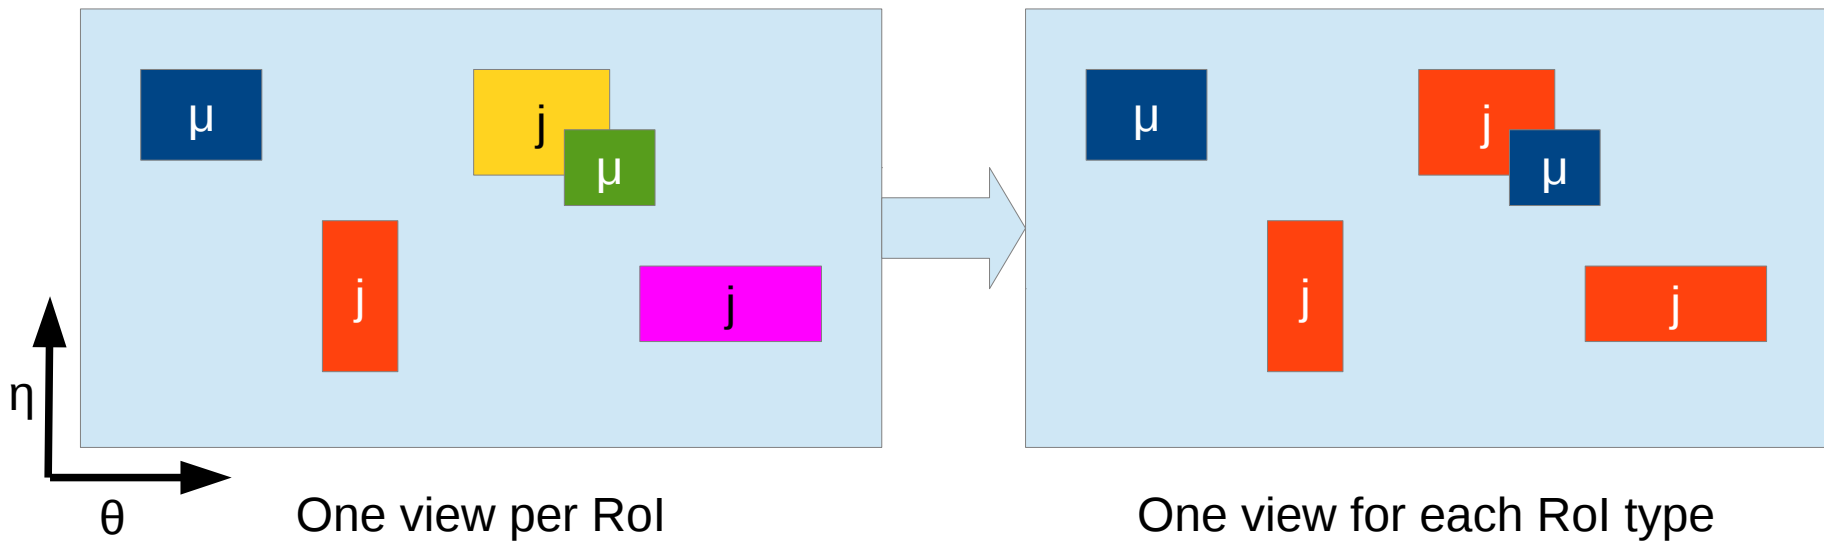 μ
j
μ
j
j
η
θ
One view per RoI
μ
j
μ
j
j
One view for each RoI type